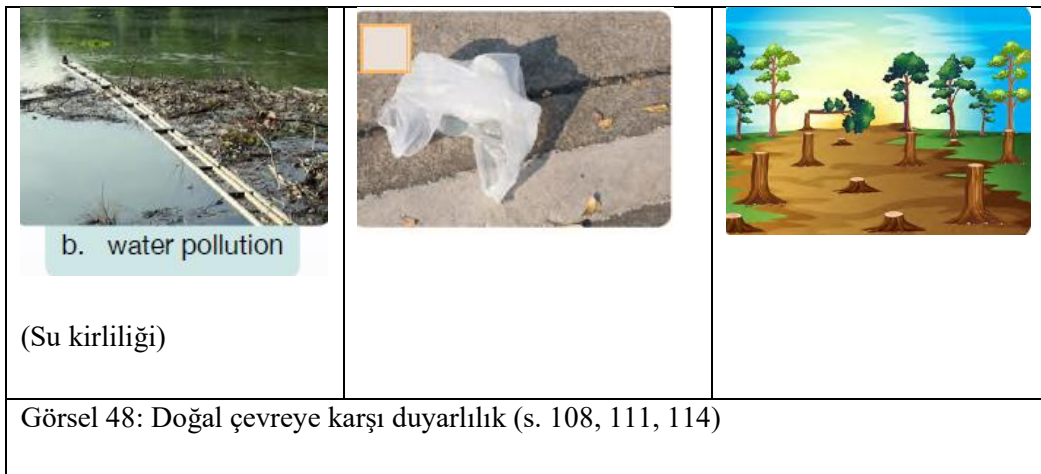 b. water pollution
(Su kirliliği)
Görsel 48: Doğal çevreye karşı duyarlılık (s. 108, 111, 114)